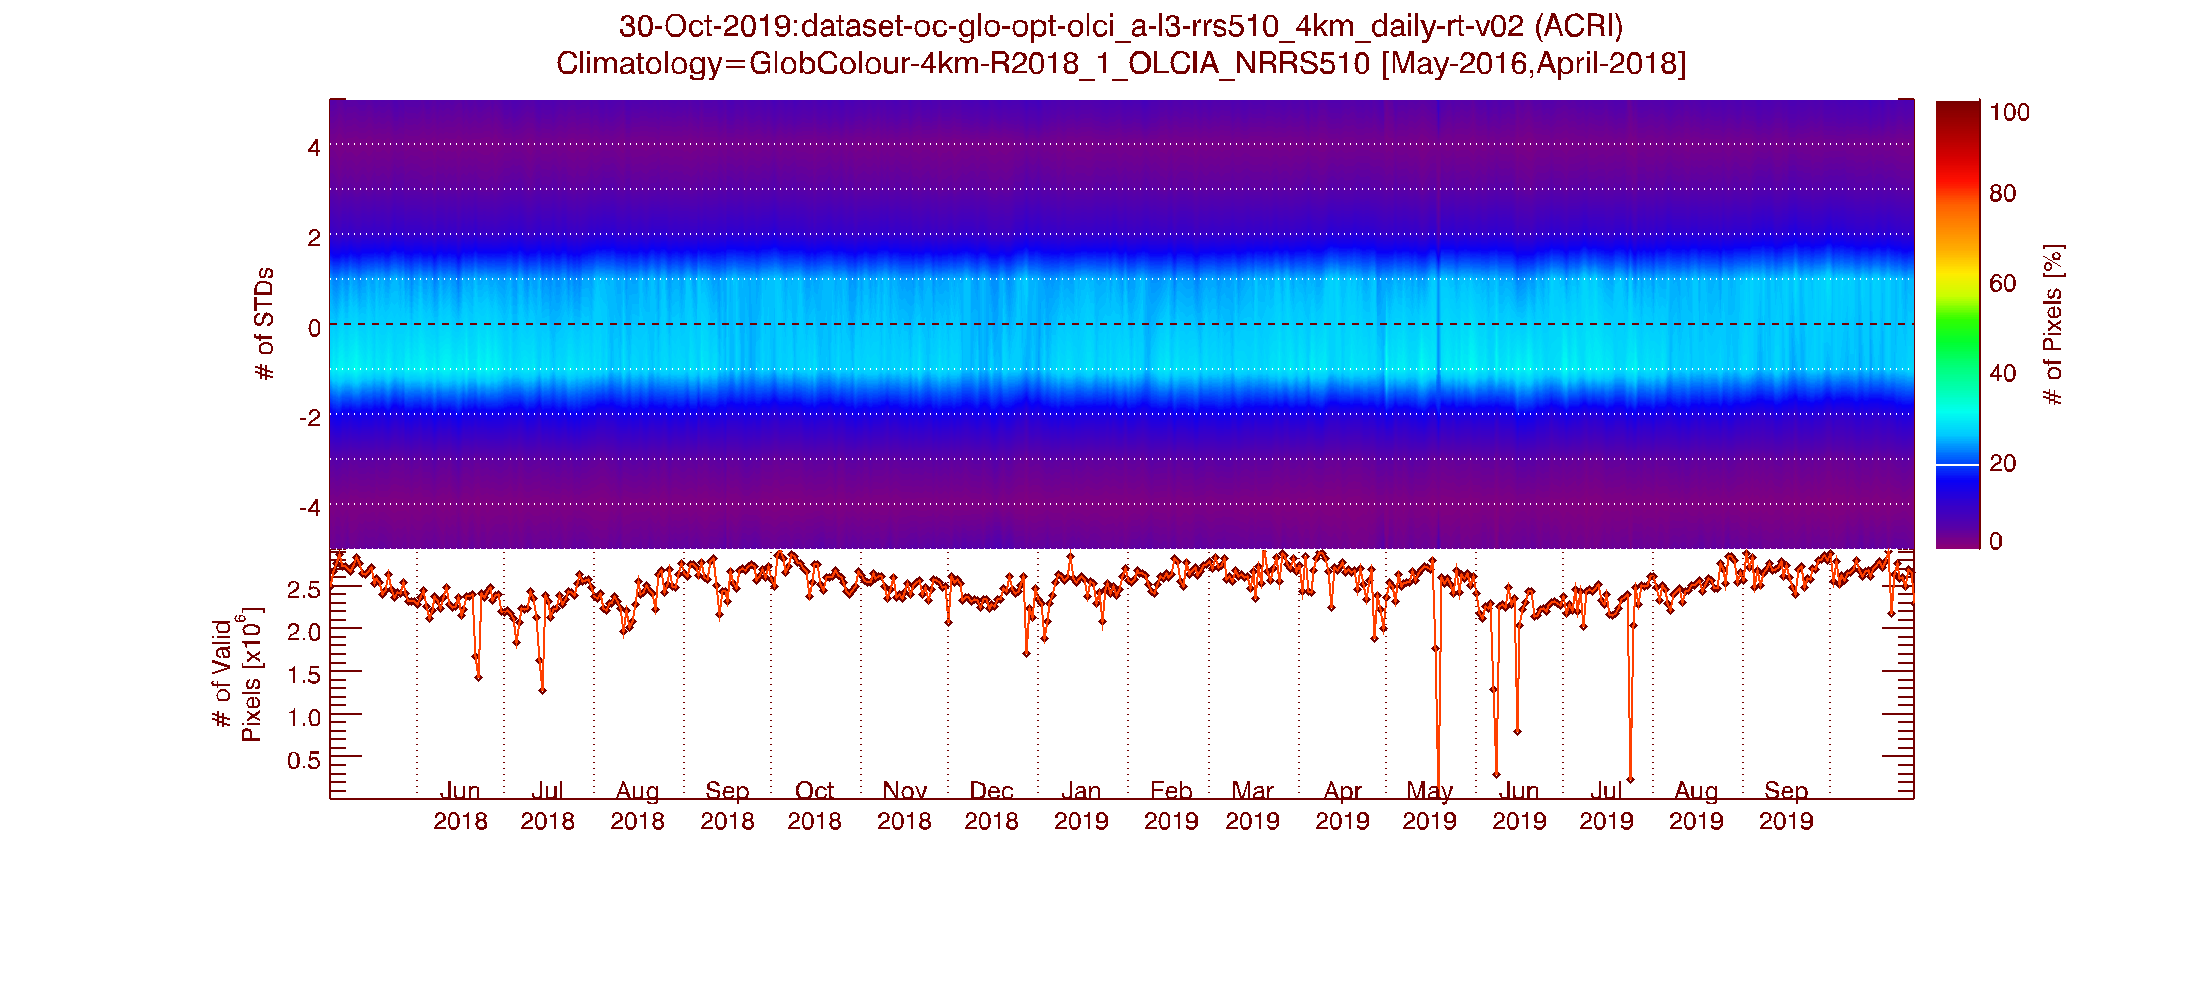 30-Oct-2019:dataset-oc-glo-opt-olci_a-l3-rrs510_4km_daily-rt-v02 (ACRI)
Climatology=GlobColour-4km-R2018_1_OLCIA_NRRS510 [May-2016,April-2018]
4
2
0
-2
-4
# of STDs
100
80
60
40
20
0
# of Pixels [%]
2.5
2.0
1.5
1.0
0.5
# of Valid
Pixels [x10^6]
Jun Jul Aug Sep Oct Nov Dec Jan Feb Mar Apr May Jun Jul Aug Sep
2018 2018 2018 2018 2018 2018 2018 2019 2019 2019 2019 2019 2019 2019 2019 2019